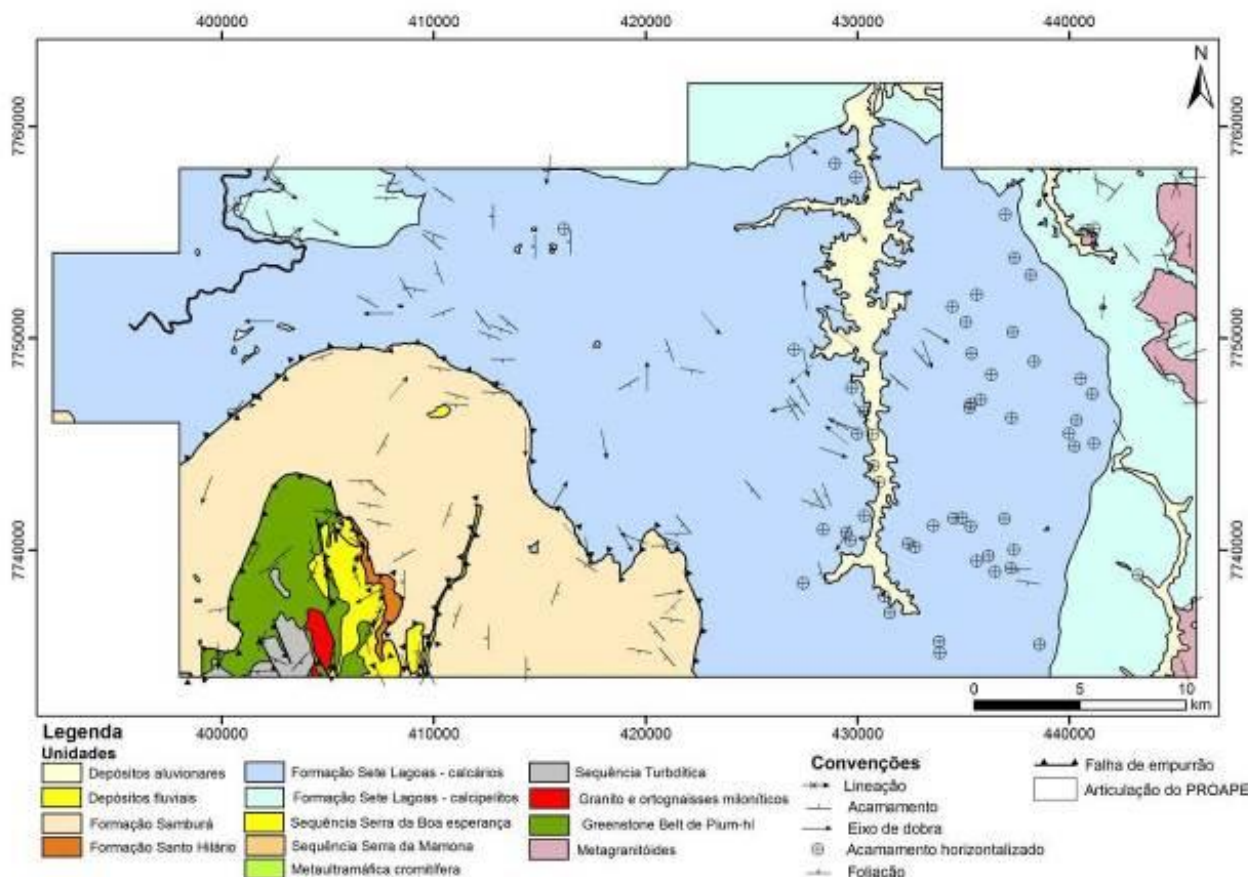 400000 410000 420000 430000 440000
N
7760000 7760000
7750000 7750000
7740000 7740000
0 5 10
km
400000 410000 420000 430000 440000
Legenda
Unidades
Depósitos aluvionares
Depósitos fluviais
Formação Samburá
Formação Santo Hilário
Formação Sete Lagoas - calcários
Formação Sete Lagoas - calcipelitos
Sequência Serra da Boa esperança
Sequência Serra da Mamona
Metaultramáfica cromitífera
Sequência Turbdítica
Granito e ortognaisses miloníticos
Greenstone Belt de Pium-hI
Metagranitóides
Convenções
Lineação
Acamamento
Eixo de dobra
Acamamento horizontalizado
Foliação
Falha de empurrão
Articulação do PROAPE